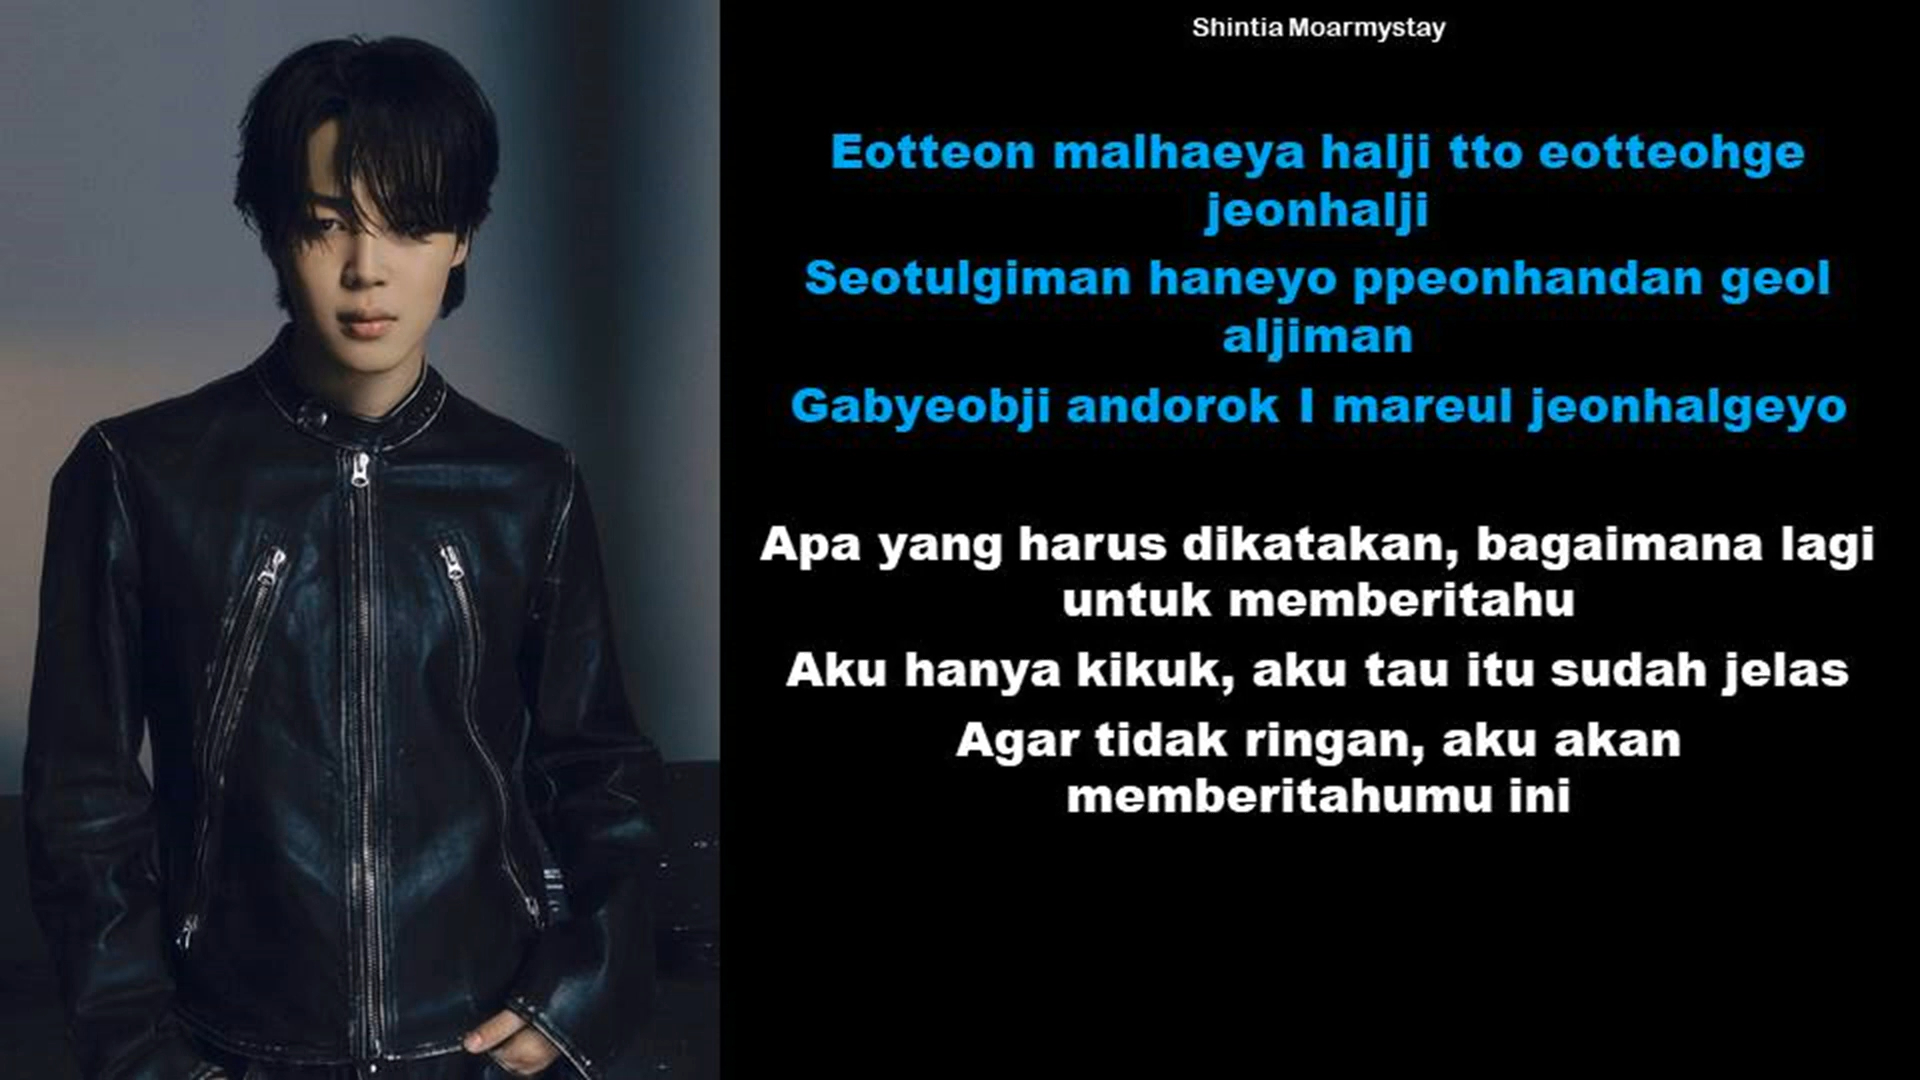 Shintia Moarmystay
Eotteon malhaeya halji tto eotteohge
jeonhalji
Seotulgiman haneyo ppeonhandan geol
aljiman
Gabyeobji andorok I mareul jeonhalgeyo
Apa yang harus dikatakan, bagaimana lagi
untuk memberitahu
Aku hanya kikuk, aku tau itu sudah jelas
Agar tidak ringan, aku akan
memberitahumu ini